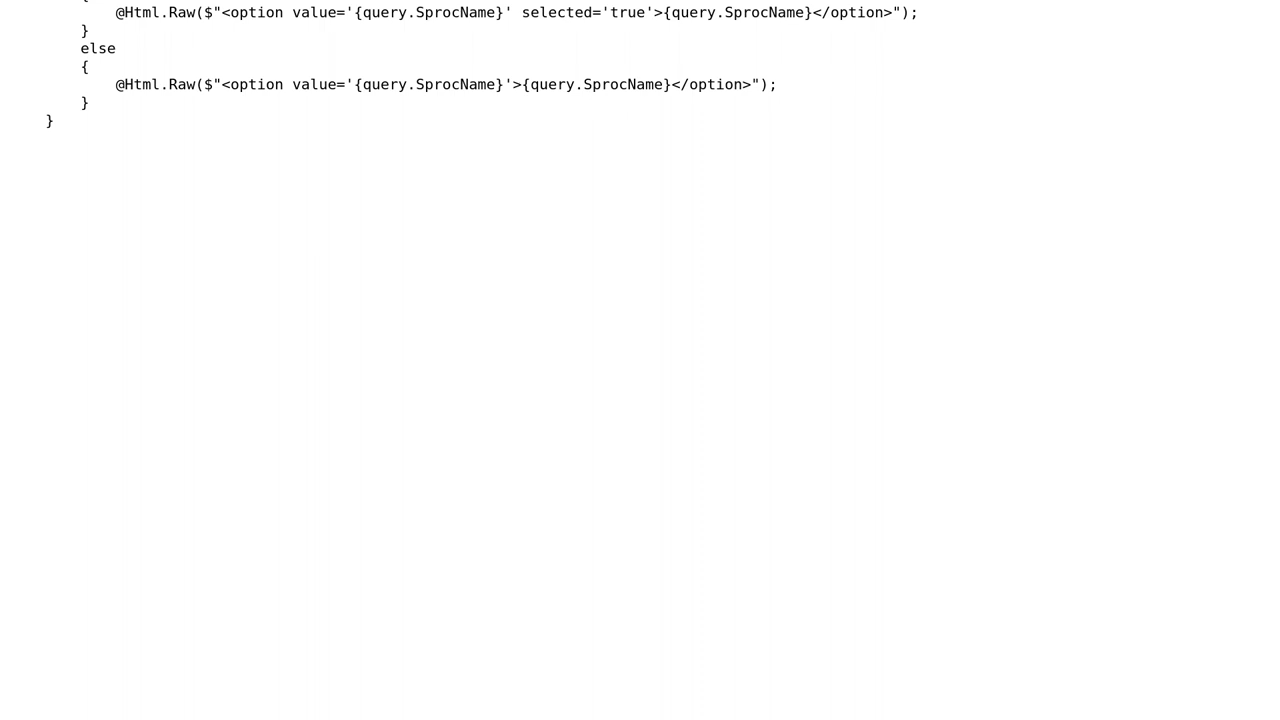 {
@Html.Raw($"<option value='{query.SprocName}' selected='true'>{query.SprocName}</option>");
}
else
{
@Html.Raw($"<option value='{query.SprocName}'>{query.SprocName}</option>");
}
}